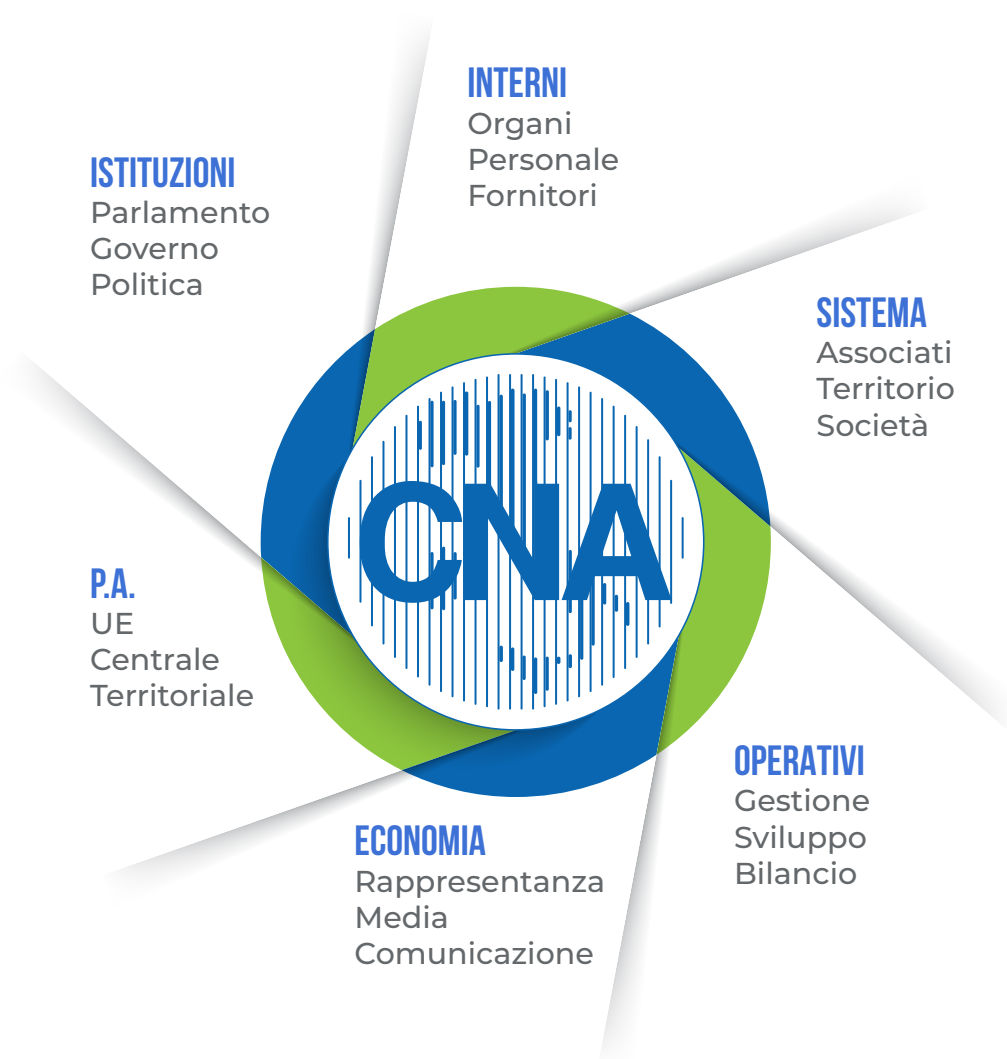 INTERNI
Organi
Personale
Fornitori
ISTITUZIONI
Parlamento
Governo
Politica
SISTEMA
Associati
Territorio
Società
CNA
P.A.
UE
Centrale
Territoriale
OPERATIVI
Gestione
Sviluppo
Bilancio
ECONOMIA
Rappresentanza
Media
Comunicazione